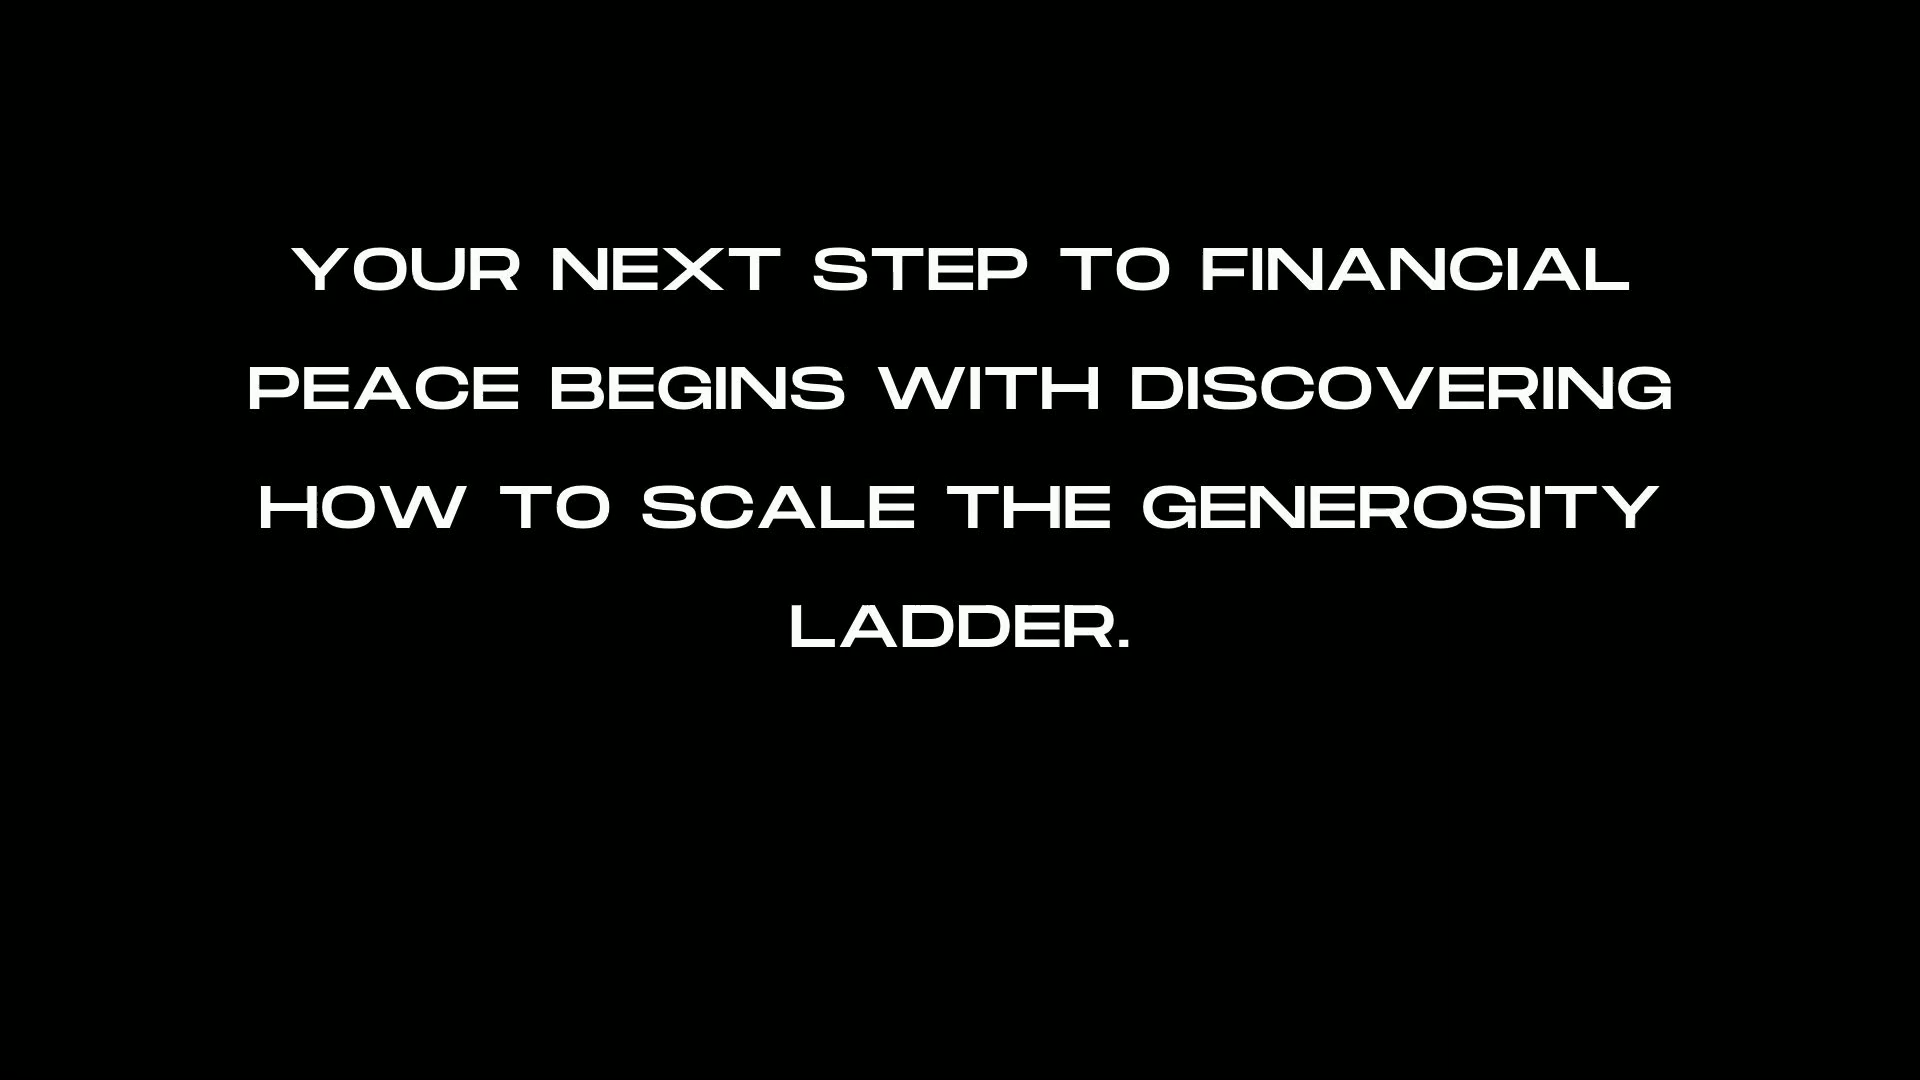 YOUR NEXT STEP TO FINANCIAL
PEACE BEGINS WITH DISCOVERING
HOW TO SCALE THE GENEROSITY
LADDER.